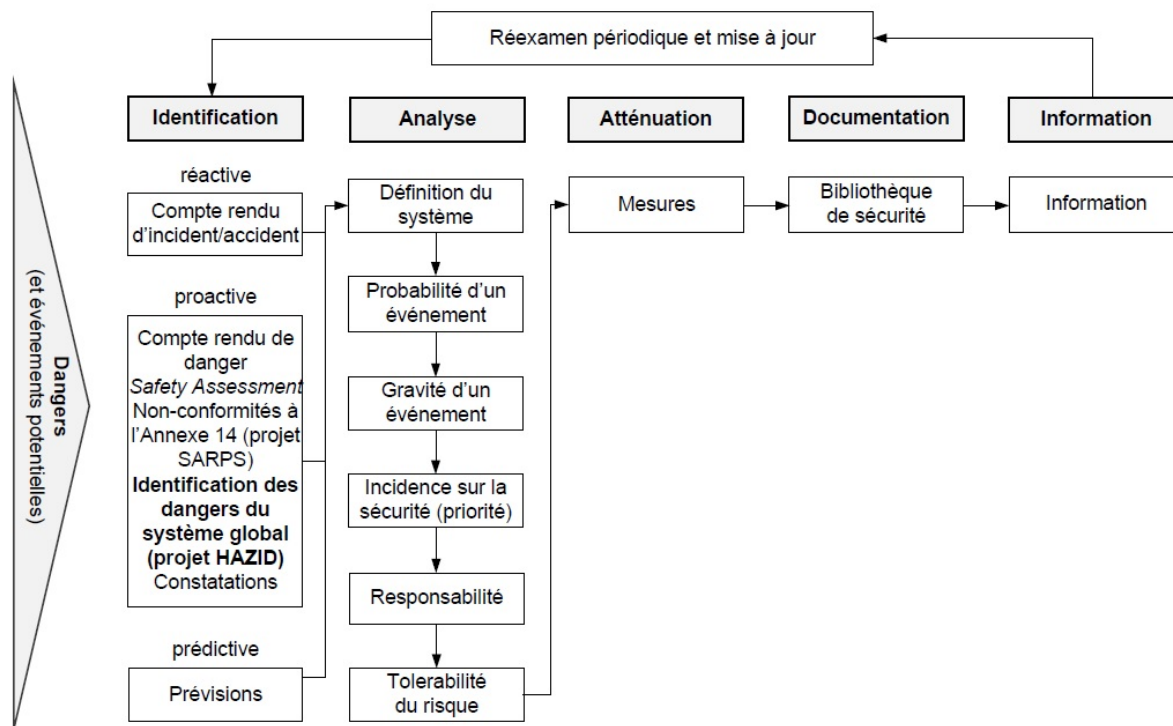 Réexamen périodique et mise à jour
Identification
Analyse
Atténuation
Documentation
Information
Dangers
(et événements potentielles)
réactive
Compte rendu
d'incident/accident
proactive
Compte rendu de
danger
Safety Assessment
Non-conformités à
l'Annexe 14 (projet
SARPS)
Identification des
dangers du
système global
(projet HAZID)
Constatations
prédictive
Prévisions
Définition du
système
Probabilité d'un
événement
Gravité d'un
événement
Incidence sur la
sécurité (priorité)
Responsabilité
Tolerabilité
du risque
Mesures
Bibliothèque
de sécurité
Information